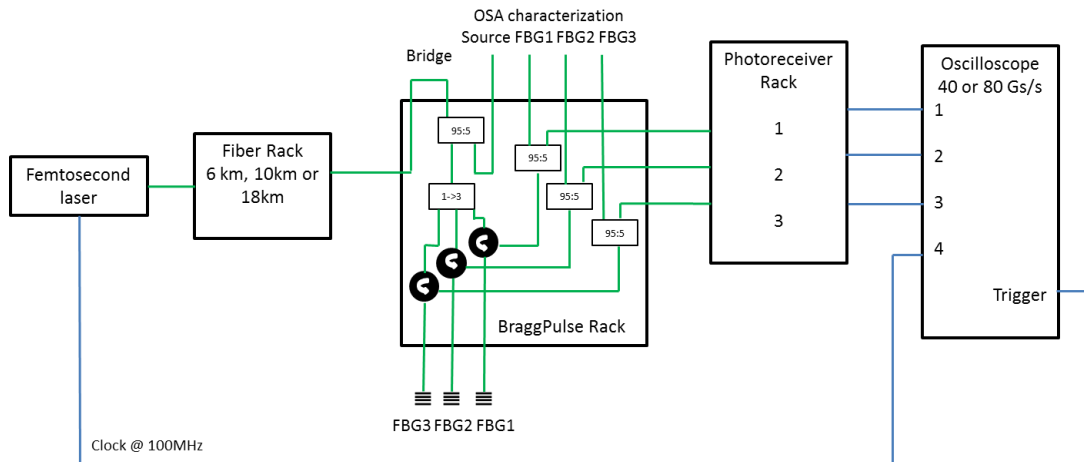 OSA characterization
Source FBG1 FBG2 FBG3
Bridge
Photoreceiver
Rack
1
2
3
Oscilloscope
40 or 80 Gs/s
1
2
3
4
Trigger
Femtosecond
laser
Fiber Rack
6 km, 10km or
18km
95:5
1->3
95:5
95:5
95:5
BraggPulse Rack
FBG3 FBG2 FBG1
Clock @ 100MHz